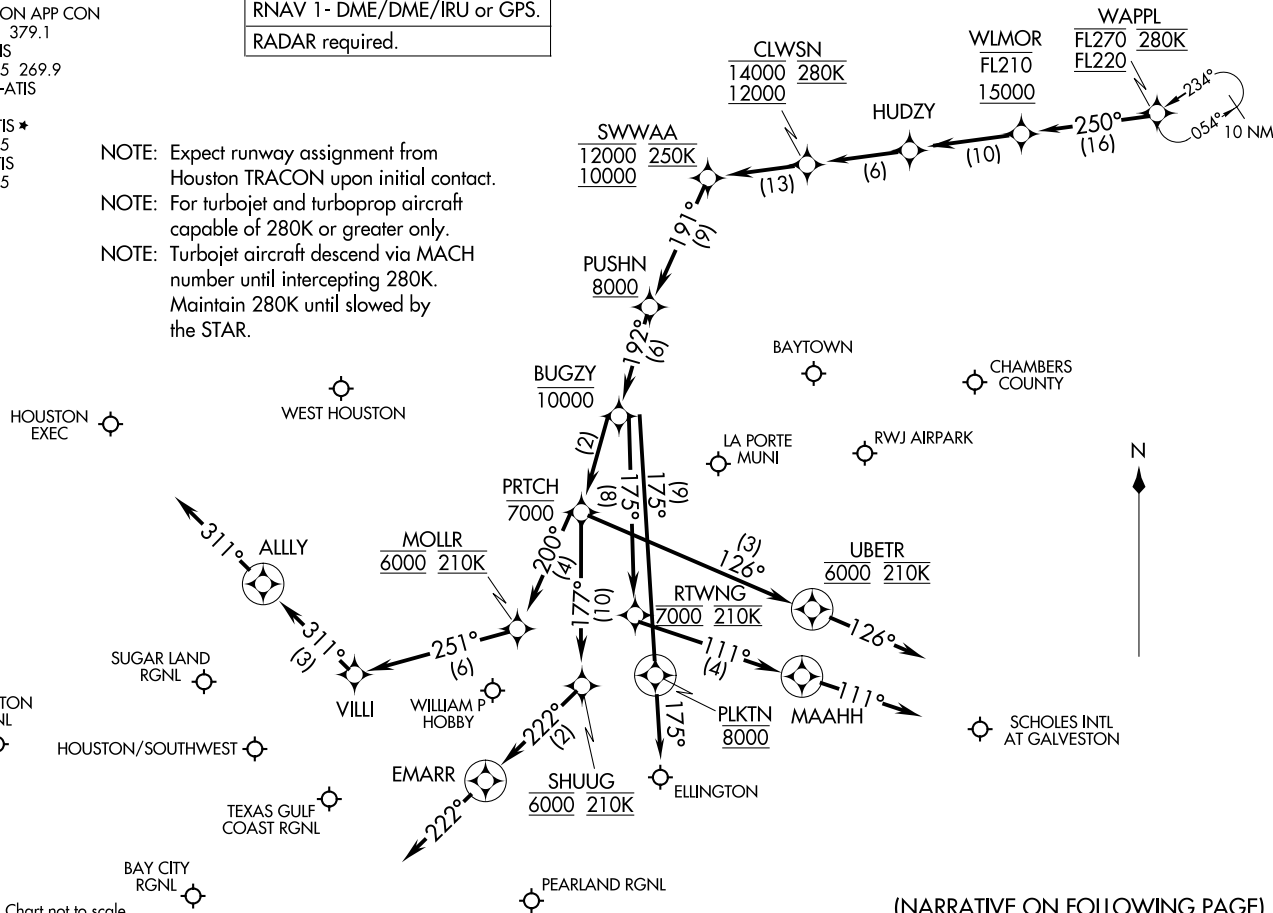 ON APP CON
379.1
IS
5 269.9
-ATIS
TIS ★
5
TIS
5
RNAV 1- DME/DME/IRU or GPS.
RADAR required.
NOTE: Expect runway assignment from
Houston TRACON upon initial contact.
NOTE: For turbojet and turboprop aircraft
capable of 280K or greater only.
NOTE: Turbojet aircraft descend via MACH
number until intercepting 280K.
Maintain 280K until slowed by
the STAR.
WAPPL
FL270 280K
FL220
234°
054°
10 NM
250°
(16)
WLMOR
FL210
15000
(10)
HUDZY
(6)
CLWSN
14000 280K
12000
(13)
SWWAA
12000 250K
10000
191°
(9)
PUSHN
8000
192°
(9)
BUGZY
10000
(2)
175°
(8)
175°
(9)
PRTCH
7000
200°
(4)
177°
(10)
(3)
126°
UBETR
6000 210K
126°
MOLLR
6000 210K
251°
(6)
VILLI
311°
(3)
ALLLY
311°
RTWNG
7000 210K
111°
(4)
MAAHH
111°
PLKTN
8000
175°
SHUUG
6000 210K
222°
(2)
EMARR
222°
BAYTOWN
CHAMBERS
COUNTY
WEST HOUSTON
HOUSTON
EXEC
LA PORTE
MUNI
RWJ AIRPARK
N
SUGAR LAND
RGNL
TON
NL
HOUSTON/SOUTHWEST
WILLIAM P
HOBBY
SCHOLES INTL
AT GALVESTON
ELLINGTON
TEXAS GULF
COAST RGNL
BAY CITY
RGNL
PEARLAND RGNL
Chart not to scale
(NARRATIVE ON FOLLOWING PAGE)